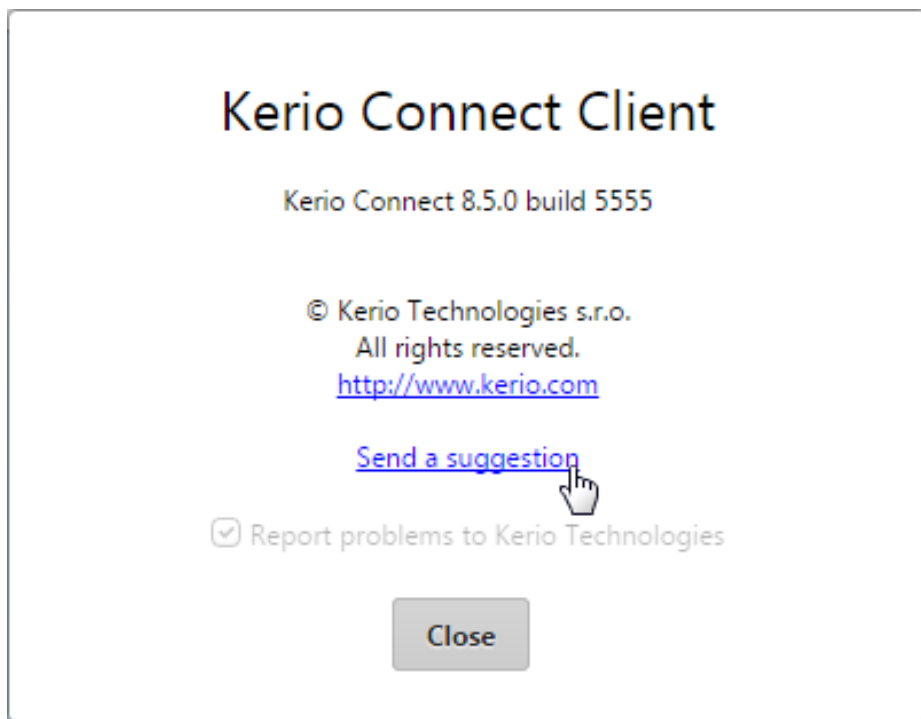 Kerio Connect Client
Kerio Connect 8.5.0 build 5555
© Kerio Technologies s.r.o.
All rights reserved.
http://www.kerio.com
Send a suggestion
Report problems to Kerio Technologies
Close